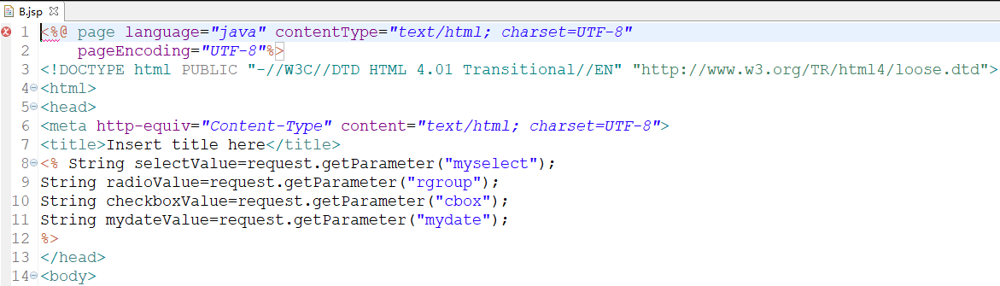 B.jsp
1 <%@ page language="java" contentType="text/html; charset=UTF-8"
2     pageEncoding="UTF-8"%>
3 <!DOCTYPE html PUBLIC "-//W3C//DTD HTML 4.01 Transitional//EN" "http://www.w3.org/TR/html4/loose.dtd">
4 <html>
5 <head>
6 <meta http-equiv="Content-Type" content="text/html; charset=UTF-8">
7 <title>Insert title here</title>
8 <% String selectValue=request.getParameter("myselect");
9 String radioValue=request.getParameter("rgroup");
10 String checkboxValue=request.getParameter("cbox");
11 String mydateValue=request.getParameter("mydate");
12 %>
13 </head>
14 <body>